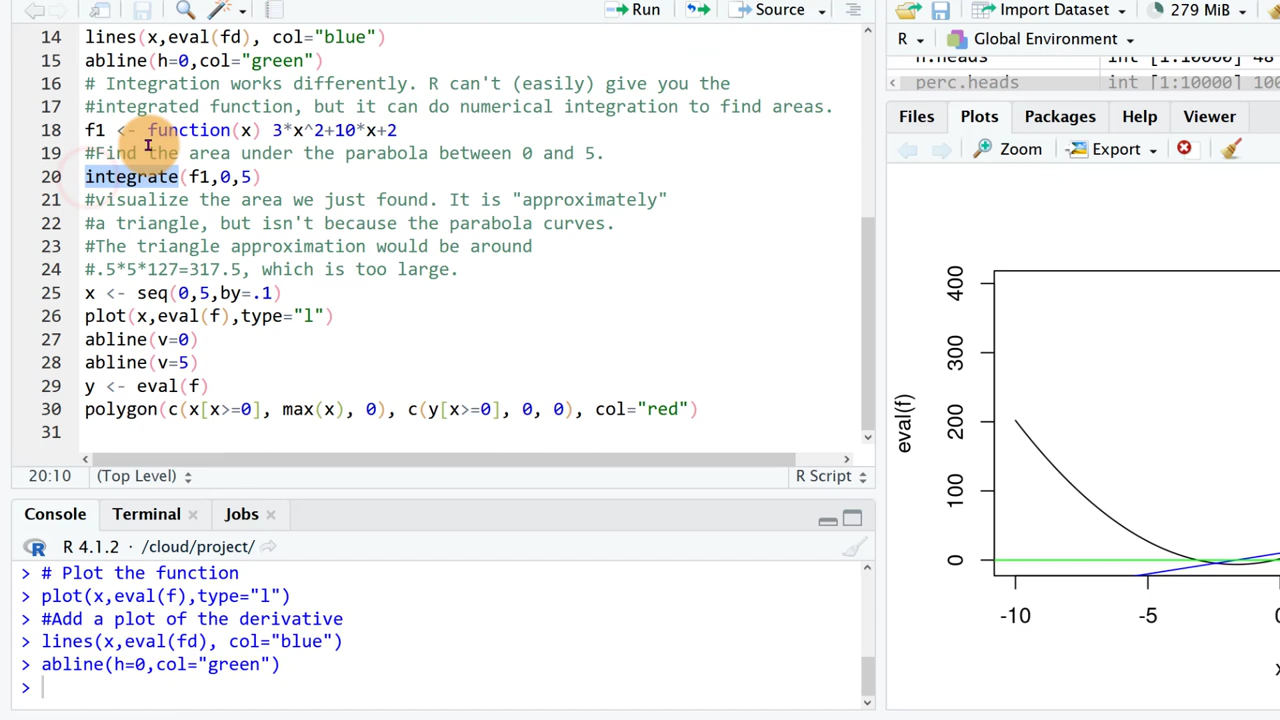 Run
Source
14 lines(x,eval(fd), col="blue")
15 abline(h=0,col="green")
16 # Integration works differently. R can't (easily) give you the
17 #integrated function, but it can do numerical integration to find areas.
18 f1 <- function(x) 3*x^2+10*x+2
19 #Find the area under the parabola between 0 and 5.
20 integrate(f1,0,5)
21 #visualize the area we just found. It is "approximately"
22 #a triangle, but isn't because the parabola curves.
23 #The triangle approximation would be around
24 #.5*5*127=317.5, which is too large.
25 x <- seq(0,5,by=.1)
26 plot(x,eval(f),type="l")
27 abline(v=0)
28 abline(v=5)
29 y <- eval(f)
30 polygon(c(x[x>=0], max(x), 0), c(y[x>=0], 0, 0), col="red")
31
20:10 (Top Level) R Script
Console Terminal Jobs
R 4.1.2 · /cloud/project/
> # Plot the function
> plot(x,eval(f),type="l")
> #Add a plot of the derivative
> lines(x,eval(fd), col="blue")
> abline(h=0,col="green")
>
Import Dataset 279 MiB
R Global Environment
n.heads int [1:10000] 48
perc.heads int [1:10000] 100
Files Plots Packages Help Viewer
Zoom Export
400
300
200
100
0
eval(f)
-10 -5 0
x